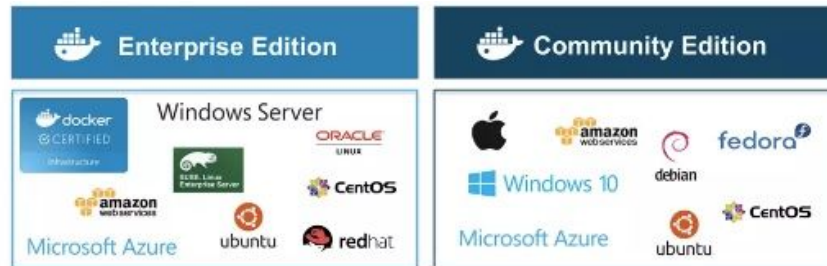 Enterprise Edition
Community Edition
docker
CERTIFIED
Infrastructure
Windows Server
ORACLE
LINUX
SUSE Linux
Enterprise Server
amazon
webservices
CentOS
Microsoft Azure
ubuntu
redhat
amazon
webservices
debian
fedora
Windows 10
CentOS
Microsoft Azure
ubuntu